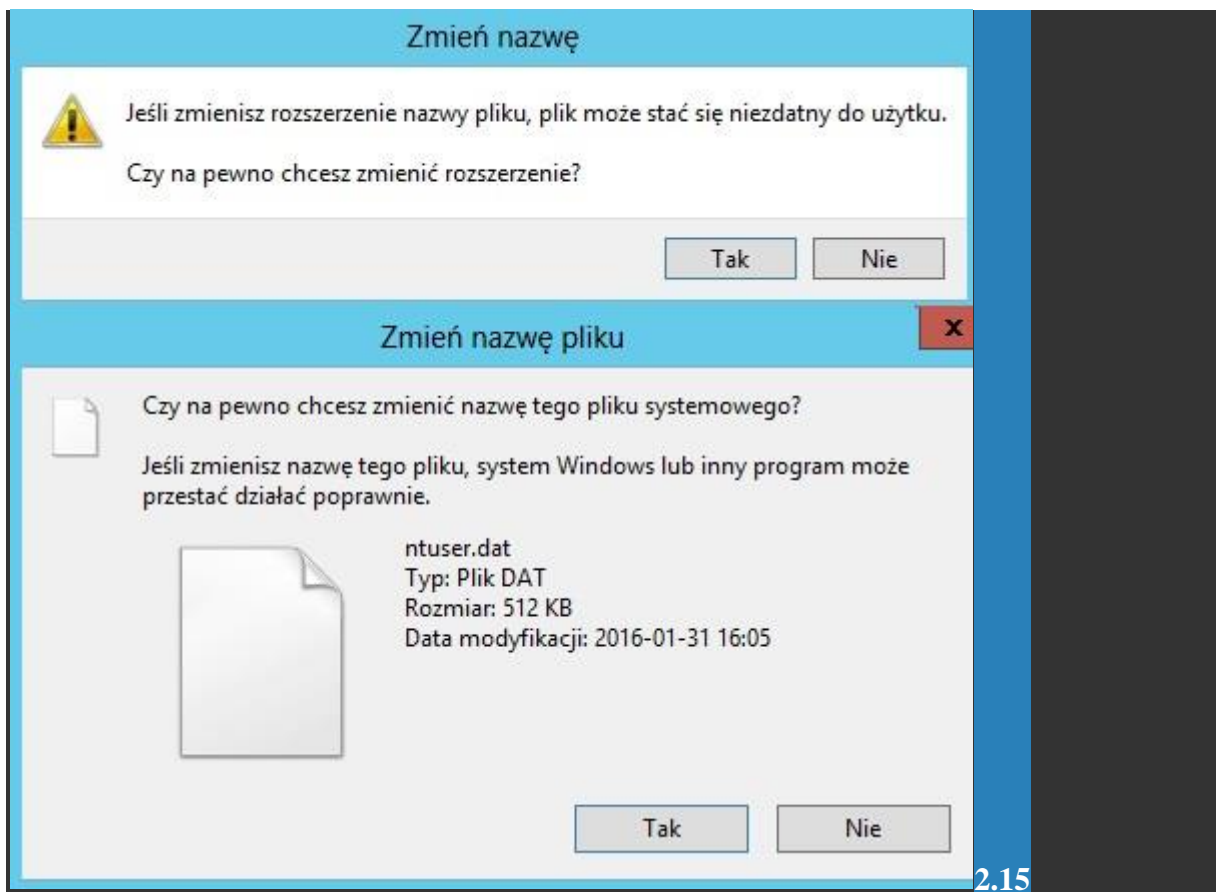 Zmień nazwę
Jeśli zmienisz rozszerzenie nazwy pliku, plik może stać się niezdatny do użytku.
Czy na pewno chcesz zmienić rozszerzenie?
Tak Nie
Zmień nazwę pliku
x
Czy na pewno chcesz zmienić nazwę tego pliku systemowego?
Jeśli zmienisz nazwę tego pliku, system Windows lub inny program może
przestać działać poprawnie.
ntuser.dat
Typ: Plik DAT
Rozmiar: 512 KB
Data modyfikacji: 2016-01-31 16:05
Tak Nie
2.15